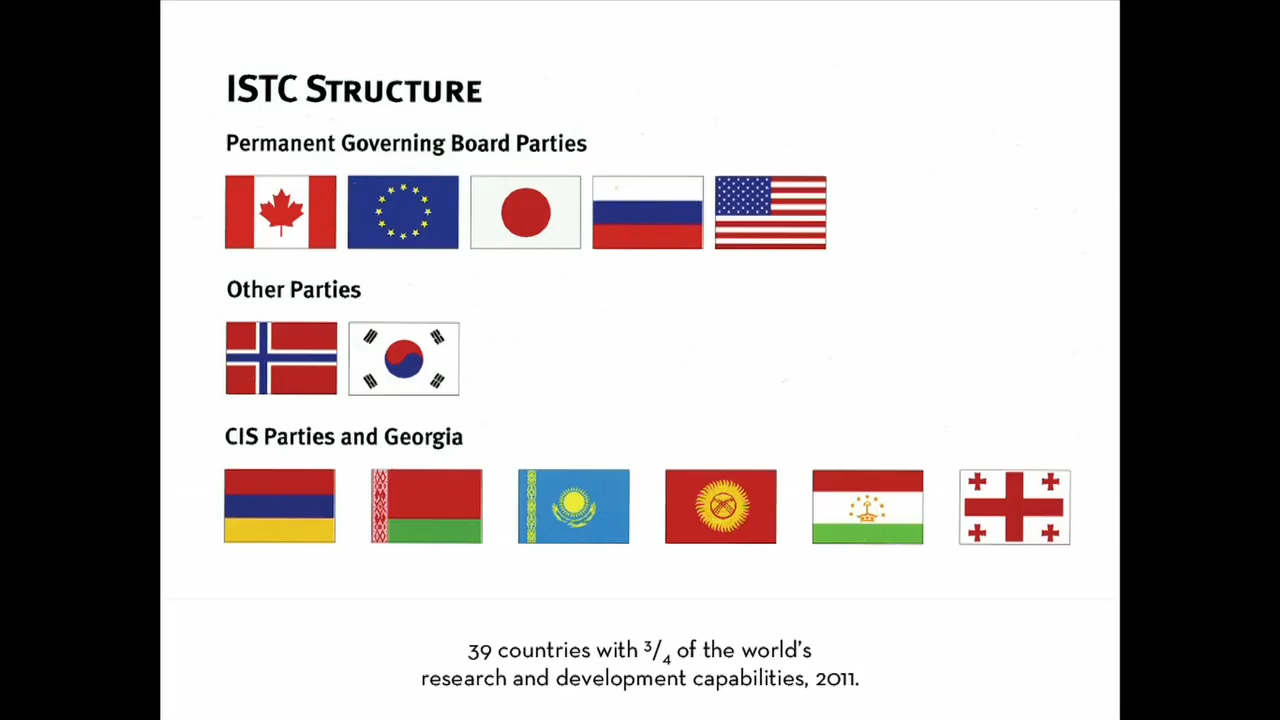 ISTC STRUCTURE
Permanent Governing Board Parties
Other Parties
CIS Parties and Georgia
39 countries with 3/4 of the world's
research and development capabilities, 2011.